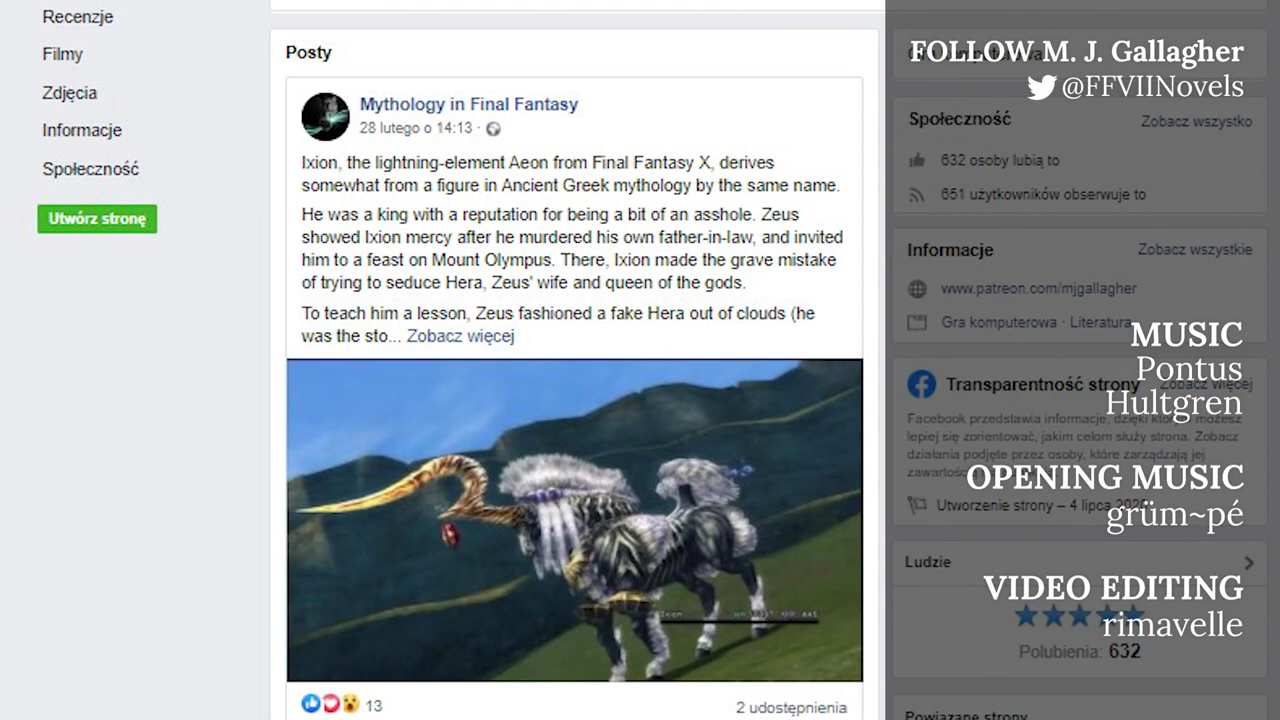 Recenzje
Filmy
Zdjęcia
Informacje
Społeczność
Utwórz stronę
Posty
Mythology in Final Fantasy
28 lutego o 14:13 ·
Ixion, the lightning-element Aeon from Final Fantasy X, derives
somewhat from a figure in Ancient Greek mythology by the same name.
He was a king with a reputation for being a bit of an asshole. Zeus
showed Ixion mercy after he murdered his own father-in-law, and invited
him to a feast on Mount Olympus. There, Ixion made the grave mistake
of trying to seduce Hera, Zeus' wife and queen of the gods.
To teach him a lesson, Zeus fashioned a fake Hera out of clouds (he
was the sto... Zobacz więcej
Ixion
13
2 udostępnienia
FOLLOW M. J. Gallagher
@FFVIINovels
Społeczność
Zobacz wszystko
632 osoby lubią to
651 użytkowników obserwuje to
Informacje
Zobacz wszystkie
www.patreon.com/mjgallagher
Gra komputerowa · Literatura
MUSIC
Pontus
Hultgren
Transparentność strony
Zobacz więcej
Facebook przedstawia informacje, dzięki którym możesz
lepiej się zorientować, jakim celom służy strona. Zobacz
działania podjęte przez osoby, które zarządzają jej
OPENING MUSIC
grüm~pé
Utworzenie strony – 4 lipca
Ludzie
VIDEO EDITING
rimavelle
Polubienia: 632
Powiązane strony